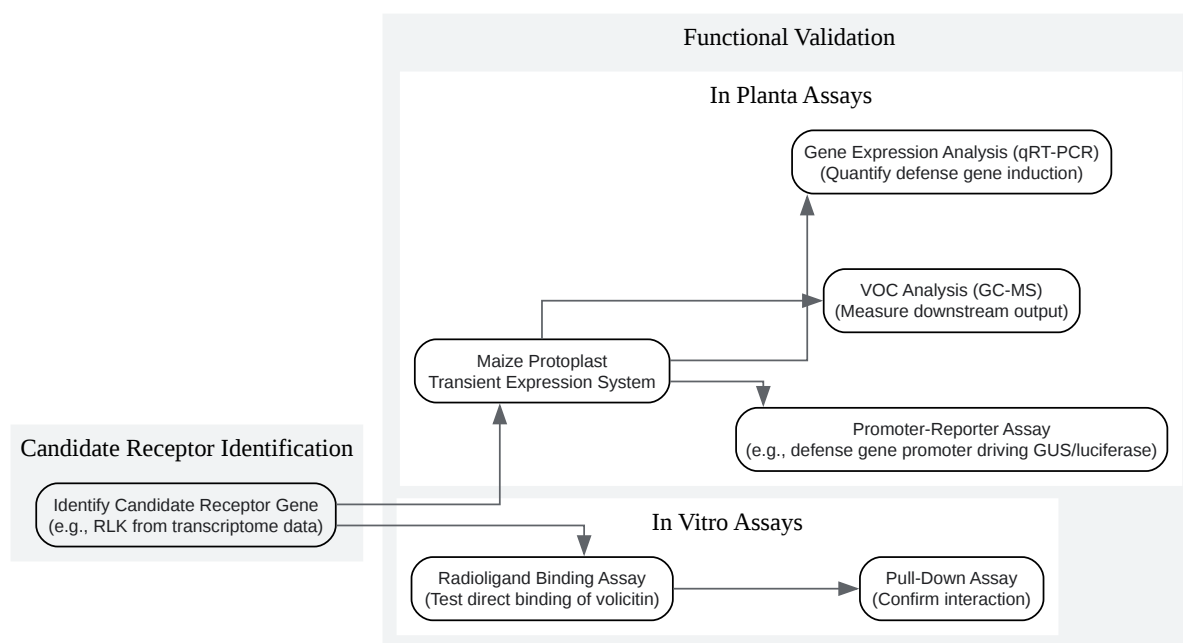 Functional Validation
In Planta Assays
Gene Expression Analysis (qRT-PCR)
(Quantify defense gene induction)
VOC Analysis (GC-MS)
(Measure downstream output)
Maize Protoplast
Transient Expression System
Promoter-Reporter Assay
(e.g., defense gene promoter driving GUS/luciferase)
Candidate Receptor Identification
Identify Candidate Receptor Gene
(e.g., RLK from transcriptome data)
In Vitro Assays
Radioligand Binding Assay
(Test direct binding of volicitin)
Pull-Down Assay
(Confirm interaction)